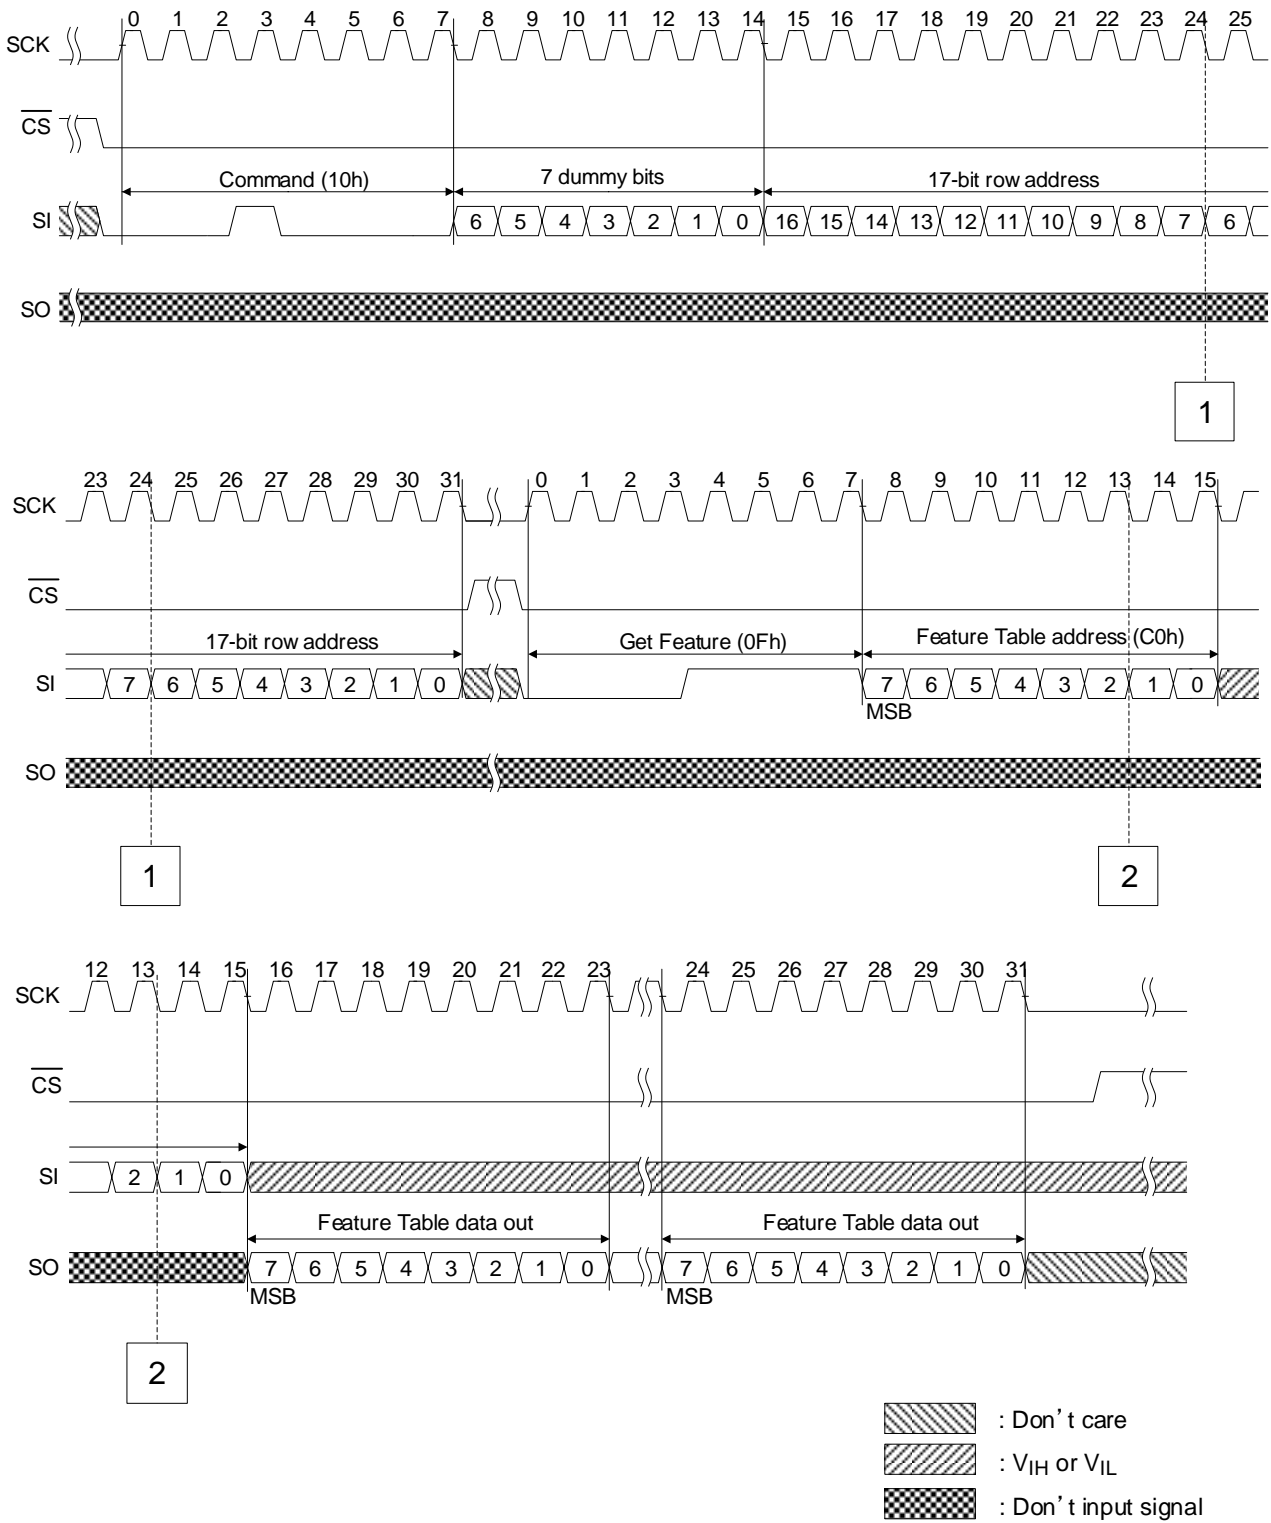 0 1 2 3 4 5 6 7 8 9 10 11 12 13 14 15 16 17 18 19 20 21 22 23 24 25
SCK
CS
Command (10h) 7 dummy bits 17-bit row address
SI 6 5 4 3 2 1 0 16 15 14 13 12 11 10 9 8 7 6
SO
1
23 24 25 26 27 28 29 30 31 0 1 2 3 4 5 6 7 8 9 10 11 12 13 14 15
SCK
CS
17-bit row address Get Feature (0Fh) Feature Table address (C0h)
SI 7 6 5 4 3 2 1 0 7 6 5 4 3 2 1 0
MSB
SO
1 2
12 13 14 15 16 17 18 19 20 21 22 23 24 25 26 27 28 29 30 31
SCK
CS
SI 2 1 0
Feature Table data out Feature Table data out
SO 7 6 5 4 3 2 1 0 7 6 5 4 3 2 1 0
MSB MSB
2
: Don't care
: VIH or VIL
: Don't input signal